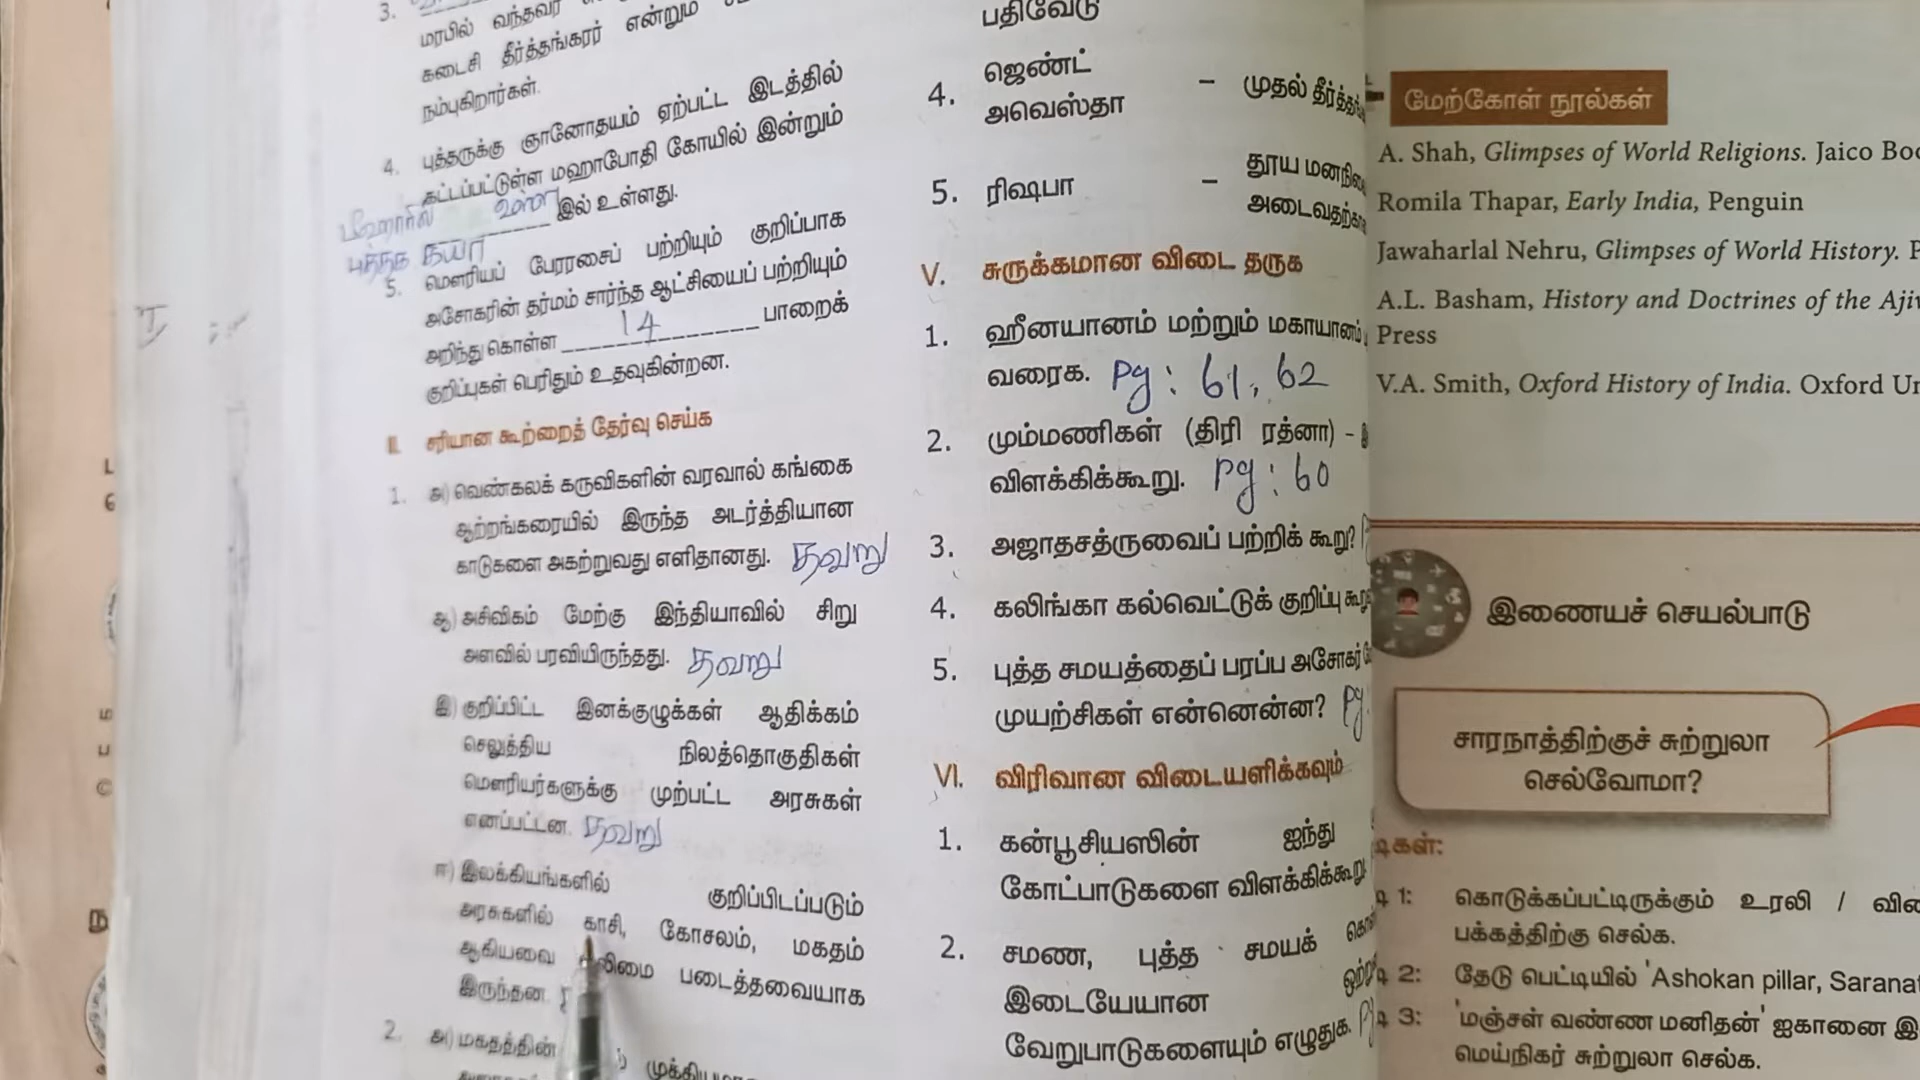 3.
மரபில் வந்தவர்
கடைசி தீர்த்தங்கரர் என்றும்
நம்புகிறார்கள்.
4. புத்தருக்கு ஞானோதயம் ஏற்பட்ட இடத்தில்
கட்டப்பட்டுள்ள மஹாபோதி கோயில் இன்றும்
பீஹாரில் உள்ள
இல் உள்ளது.
புத்த கயா
5. மௌரியப் பேரரசைப் பற்றியும் குறிப்பாக
அசோகரின் தர்மம் சார்ந்த ஆட்சியைப் பற்றியும்
அறிந்து கொள்ள 14 பாறைக்
குறிப்புகள் பெரிதும் உதவுகின்றன.
II. சரியான கூற்றைத் தேர்வு செய்க
1. அ) வெண்கலக் கருவிகளின் வரவால் கங்கை
ஆற்றங்கரையில் இருந்த அடர்த்தியான
காடுகளை அகற்றுவது எளிதானது. தவறு
ஆ) அசிவிகம் மேற்கு இந்தியாவில் சிறு
அளவில் பரவியிருந்தது. தவறு
இ) குறிப்பிட்ட இனக்குழுக்கள் ஆதிக்கம்
செலுத்திய நிலத்தொகுதிகள்
மௌரியர்களுக்கு முற்பட்ட அரசுகள்
எனப்பட்டன. தவறு
ஈ) இலக்கியங்களில் குறிப்பிடப்படும்
அரசுகளில் காசி, கோசலம், மகதம்
ஆகியவை படைத்தவையாக
இருந்தன.
2. அ) மகதத்தின்
பதிவேடு
4. ஜெண்ட் – முதல் தீர்த்தங்
அவெஸ்தா
5. ரிஷபா – தூய மனநிலை
அடைவதற்கா
V. சுருக்கமான விடை தருக
1. ஹீனயானம் மற்றும் மகாயானம்
வரைக. Pg : 61, 62
2. மும்மணிகள் (திரி ரத்னா) –
விளக்கிக்கூறு. Pg : 60
3. அஜாதசத்ருவைப் பற்றிக் கூறு?
4. கலிங்கா கல்வெட்டுக் குறிப்பு கூறு
5. புத்த சமயத்தைப் பரப்ப அசோகர்
முயற்சிகள் என்னென்ன? Pg.
VI. விரிவான விடையளிக்கவும்
1. கன்பூசியஸின் ஐந்து
கோட்பாடுகளை விளக்கிக்கூறு
2. சமண, புத்த சமயக்
இடையேயான
வேறுபாடுகளையும் எழுதுக.
மேற்கோள் நூல்கள்
A. Shah, Glimpses of World Religions. Jaico
Romila Thapar, Early India, Penguin
Jawaharlal Nehru, Glimpses of World History.
A.L. Basham, History and Doctrines of the
Press
V.A. Smith, Oxford History of India. Oxford
இணையச் செயல்பாடு
சாரநாத்திற்குச் சுற்றுலா
செல்வோமா?
1: கொடுக்கப்பட்டிருக்கும் உரலி /
பக்கத்திற்கு செல்க.
2: தேடு பெட்டியில் 'Ashokan pillar,
3: 'மஞ்சள் வண்ண மனிதன்' ஐகானை
மெய்நிகர் சுற்றுலா செல்க.